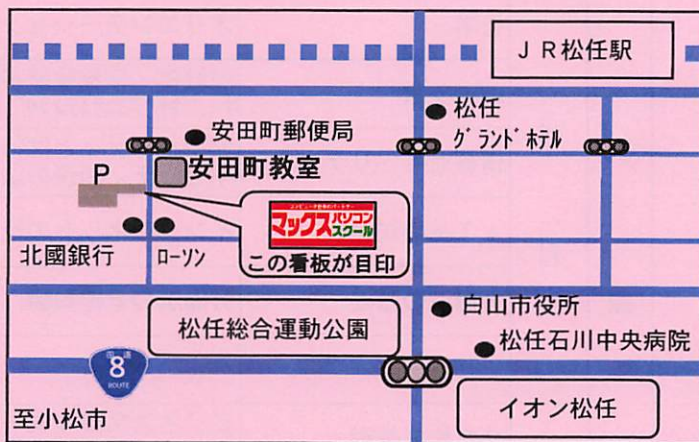 JR松任駅
松任
グランドホテル
安田町郵便局
安田町教室
P
マックス パソコンスクール
この看板が目印
北國銀行
ローソン
白山市役所
松任総合運動公園
松任石川中央病院
国道
8
ROUTE
イオン松任
至小松市